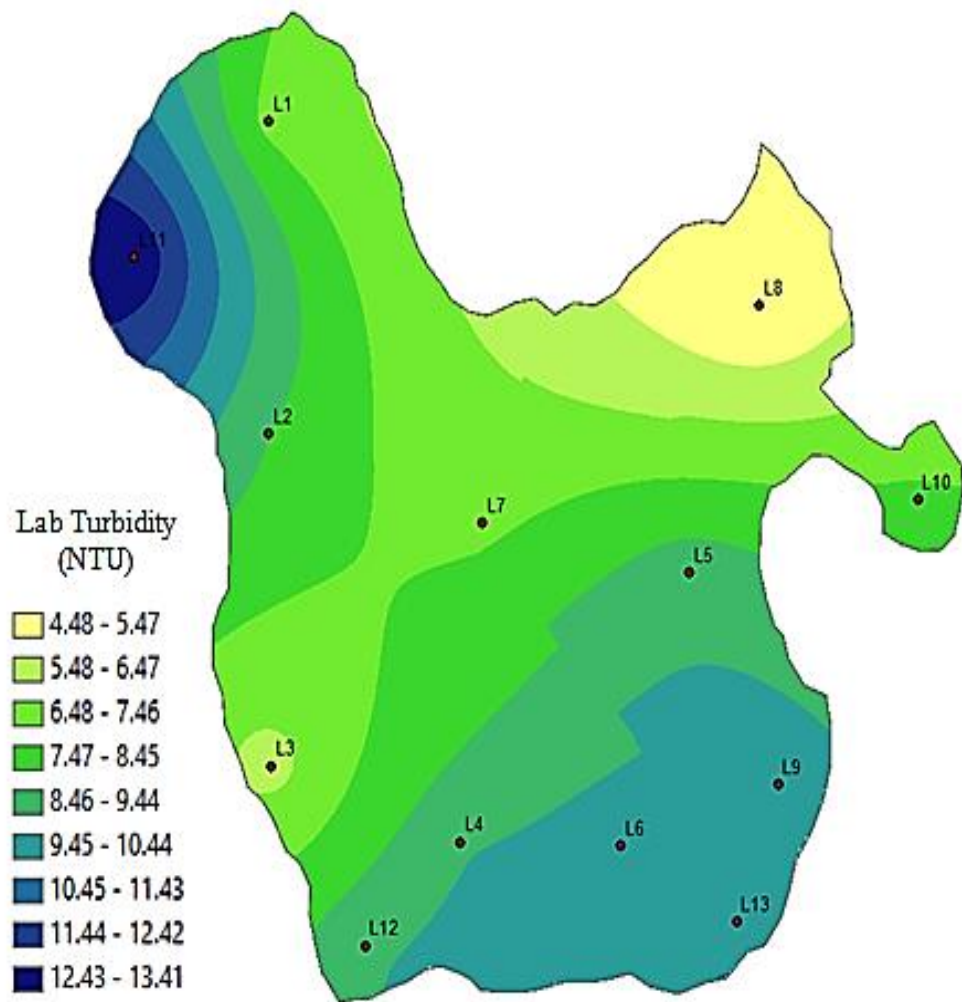 L1
L11
L8
L2
L10
L7
L5
Lab Turbidity
(NTU)
4.48 - 5.47
5.48 - 6.47
6.48 - 7.46
7.47 - 8.45
8.46 - 9.44
9.45 - 10.44
10.45 - 11.43
11.44 - 12.42
12.43 - 13.41
L3
L9
L4
L6
L13
L12